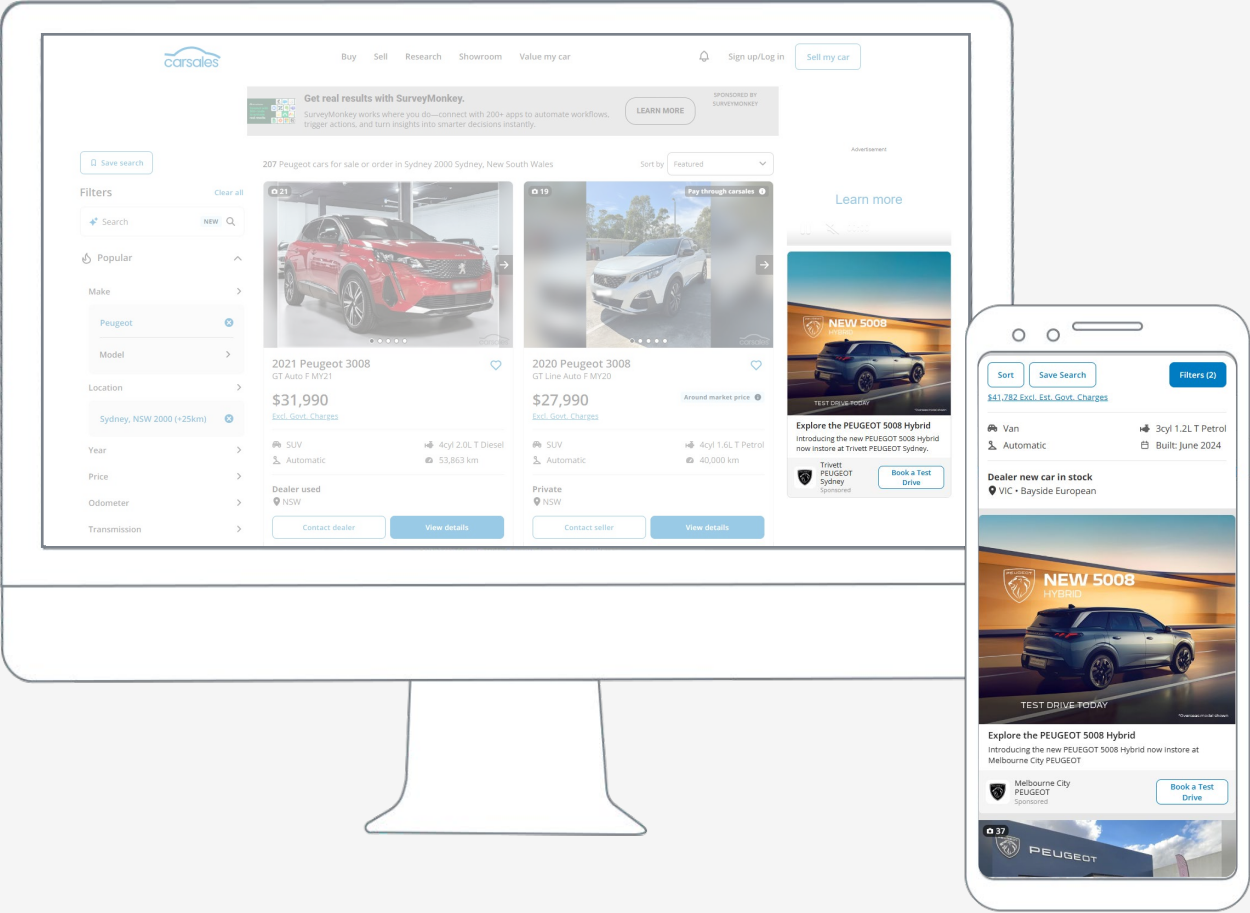 carsales
Buy Sell Research Showroom Value my car
Sign up/Log in
Sell my car
Get real results with SurveyMonkey.
SurveyMonkey works where you do—connect with 200+ apps to automate workflows,
trigger actions, and turn insights into smarter decisions instantly.
LEARN MORE
SPONSORED BY
SURVEYMONKEY
Save search
207 Peugeot cars for sale or order in Sydney 2000 Sydney, New South Wales
Sort by Featured
Advertisement
Learn more
Filters Clear all
Search NEW
Popular
Make
Peugeot
Model
Location
Sydney, NSW 2000 (+25km)
Year
Price
Odometer
Transmission
21
carsales
2021 Peugeot 3008
GT Auto F MY21
$31,990
Excl. Govt. Charges
SUV 4cyl 2.0L T Diesel
Automatic 53,863 km
Dealer used
NSW
Contact dealer View details
19
Pay through carsales
carsales
2020 Peugeot 3008
GT Line Auto F MY20
$27,990
Around market price
Excl. Govt. Charges
SUV 4cyl 1.6L T Petrol
Automatic 40,000 km
Private
NSW
Contact seller View details
NEW 5008
HYBRID
TEST DRIVE TODAY
Explore the PEUGEOT 5008 Hybrid
Introducing the new PEUEGOT 5008 Hybrid
now instore at Trivett PEUGEOT Sydney.
Trivett
PEUGEOT
Sydney
Sponsored
Book a Test
Drive
Sort Save Search Filters (2)
$41,782 Excl. Est. Govt. Charges
Van 3cyl 1.2L T Petrol
Automatic Built: June 2024
Dealer new car in stock
VIC • Bayside European
PEUGEOT
NEW 5008
HYBRID
TEST DRIVE TODAY
*Overseas model shown
Explore the PEUGEOT 5008 Hybrid
Introducing the new PEUEGOT 5008 Hybrid now instore at
Melbourne City PEUGEOT
Melbourne City
PEUGEOT
Sponsored
Book a Test
Drive
37
PEUGEOT